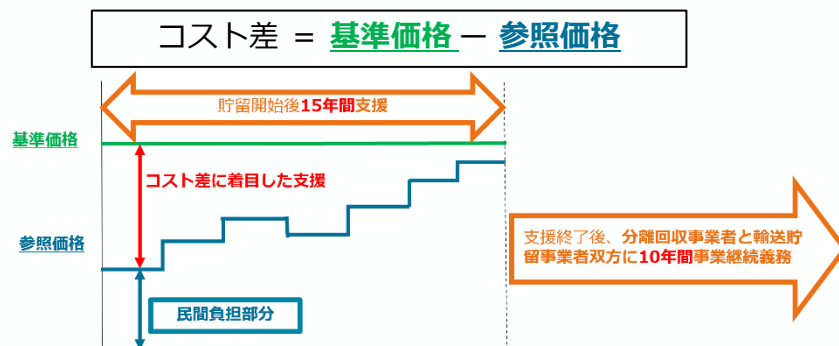 コスト差 = 基準価格 － 参照価格
貯留開始後15年間支援
基準価格
コスト差に着目した支援
参照価格
支援終了後、分離回収事業者と輸送貯
留事業者双方に10年間事業継続義務
民間負担部分